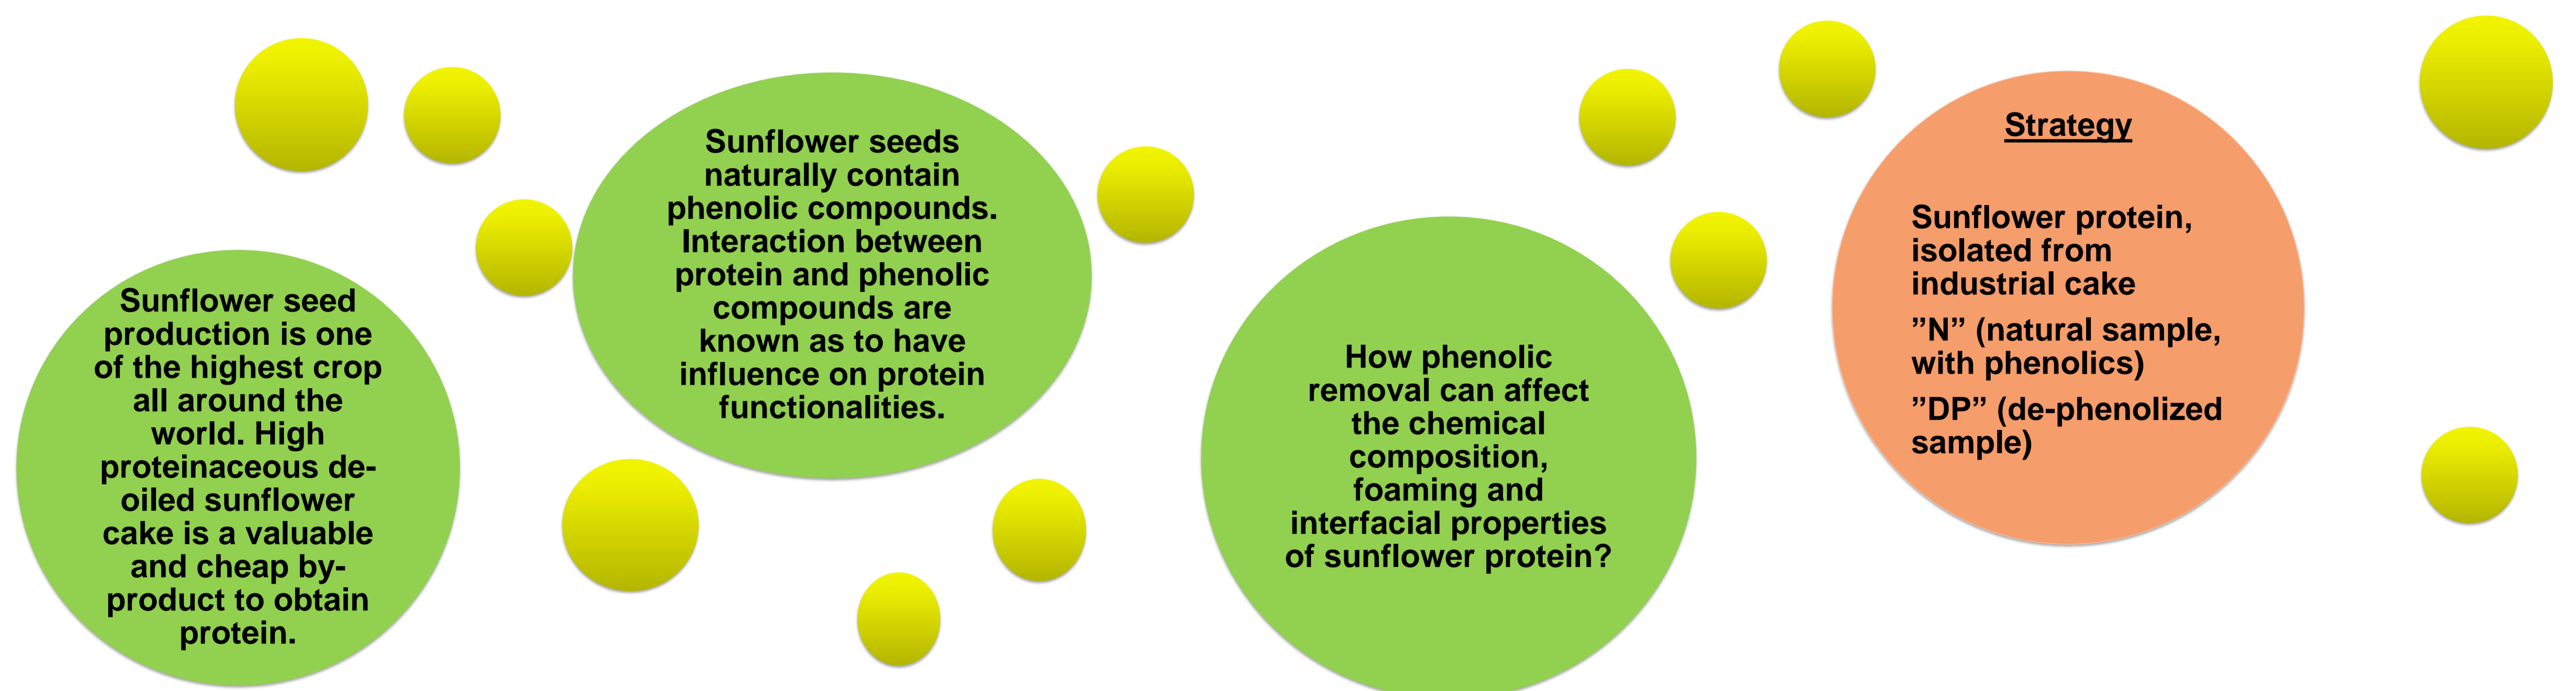 Sunflower seed
production is one
of the highest crop
all around the
world. High
proteinaceous de-
oiled sunflower
cake is a valuable
and cheap by-
product to obtain
protein.
Sunflower seeds
naturally contain
phenolic compounds.
Interaction between
protein and phenolic
compounds are
known as to have
influence on protein
functionalities.
How phenolic
removal can affect
the chemical
composition,
foaming and
interfacial properties
of sunflower protein?
Strategy
Sunflower protein,
isolated from
industrial cake
”N” (natural sample,
with phenolics)
”DP” (de-phenolized
sample)